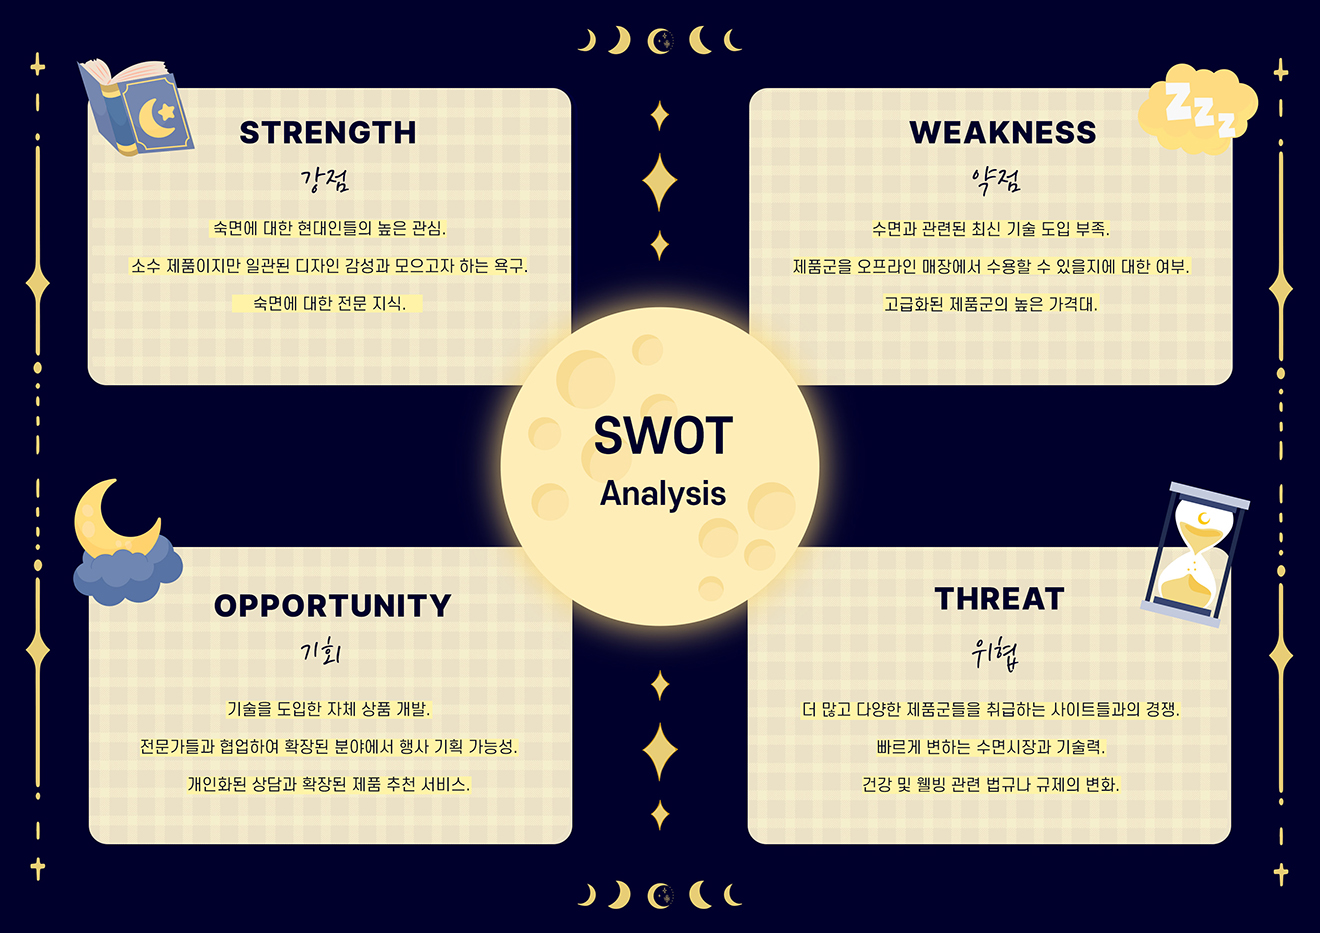 STRENGTH
강점
숙면에 대한 현대인들의 높은 관심.
소수 제품이지만 일관된 디자인 감성과 모으고자 하는 욕구.
숙면에 대한 전문 지식.
WEAKNESS
약점
수면과 관련된 최신 기술 도입 부족.
제품군을 오프라인 매장에서 수용할 수 있을지에 대한 여부.
고급화된 제품군의 높은 가격대.
zzz
SWOT
Analysis
OPPORTUNITY
기회
기술을 도입한 자체 상품 개발.
전문가들과 협업하여 확장된 분야에서 행사 기획 가능성.
개인화된 상담과 확장된 제품 추천 서비스.
THREAT
위협
더 많고 다양한 제품군들을 취급하는 사이트들과의 경쟁.
빠르게 변하는 수면시장과 기술력.
건강 및 웰빙 관련 법규나 규제의 변화.